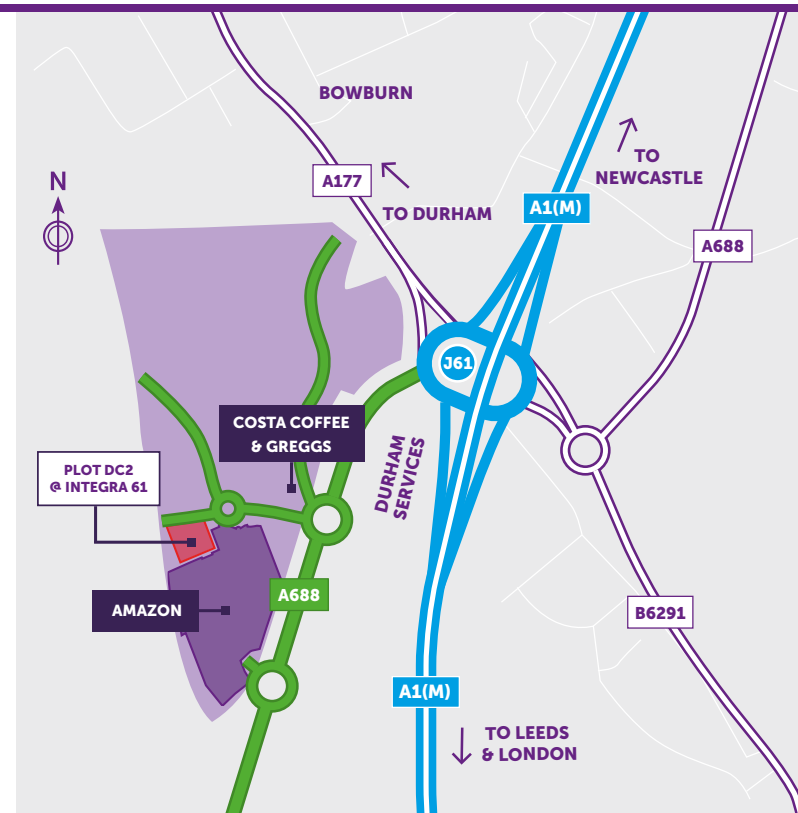 BOWBURN
A177
TO DURHAM
TO
NEWCASTLE
A1(M)
N
A688
J61
COSTA COFFEE
& GREGGS
DURHAM
SERVICES
PLOT DC2
@ INTEGRA 61
A688
AMAZON
B6291
A1(M)
TO LEEDS
& LONDON